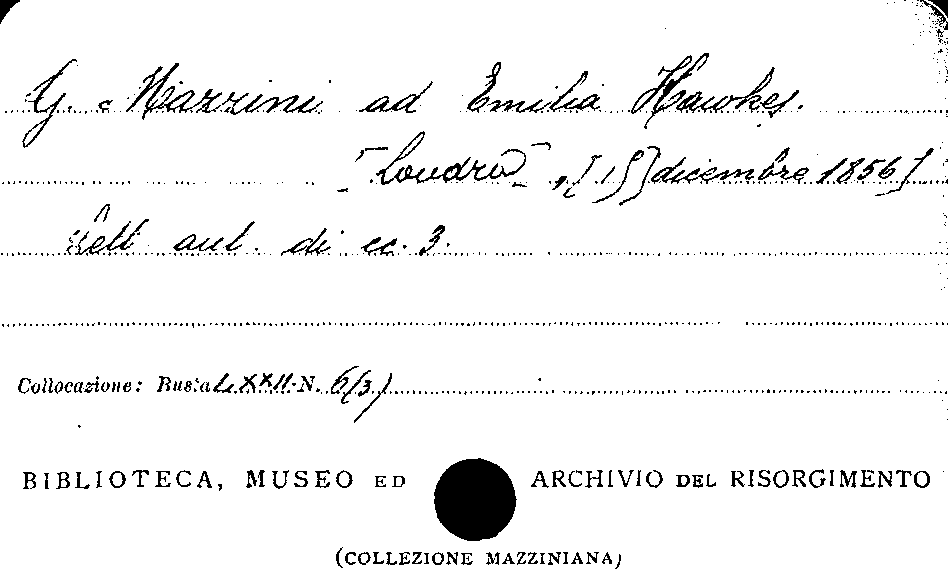 G. Mazzini ad Emilia Hawkes.
[Londra], [15] dicembre 1856]
Lett. aut. di cc. 3.
Collocazione: Busta LXXII N. 6(3)
BIBLIOTECA, MUSEO ED ARCHIVIO DEL RISORGIMENTO
(COLLEZIONE MAZZINIANA)